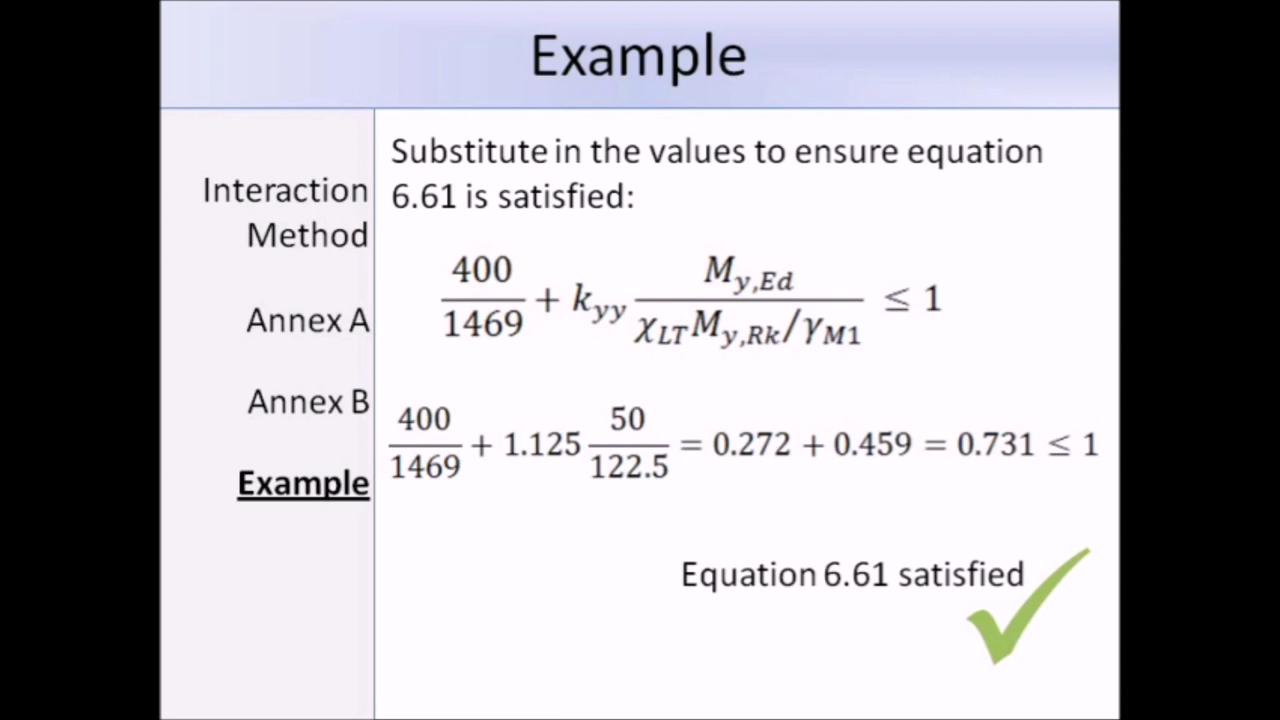 Example
Interaction
Method
Annex A
Annex B
Example
Substitute in the values to ensure equation
6.61 is satisfied:
400/1469 + k_yy M_y,Ed/(χ_LT M_y,Rk/γ_M1) ≤ 1
400/1469 + 1.125 50/122.5 = 0.272 + 0.459 = 0.731 ≤ 1
Equation 6.61 satisfied